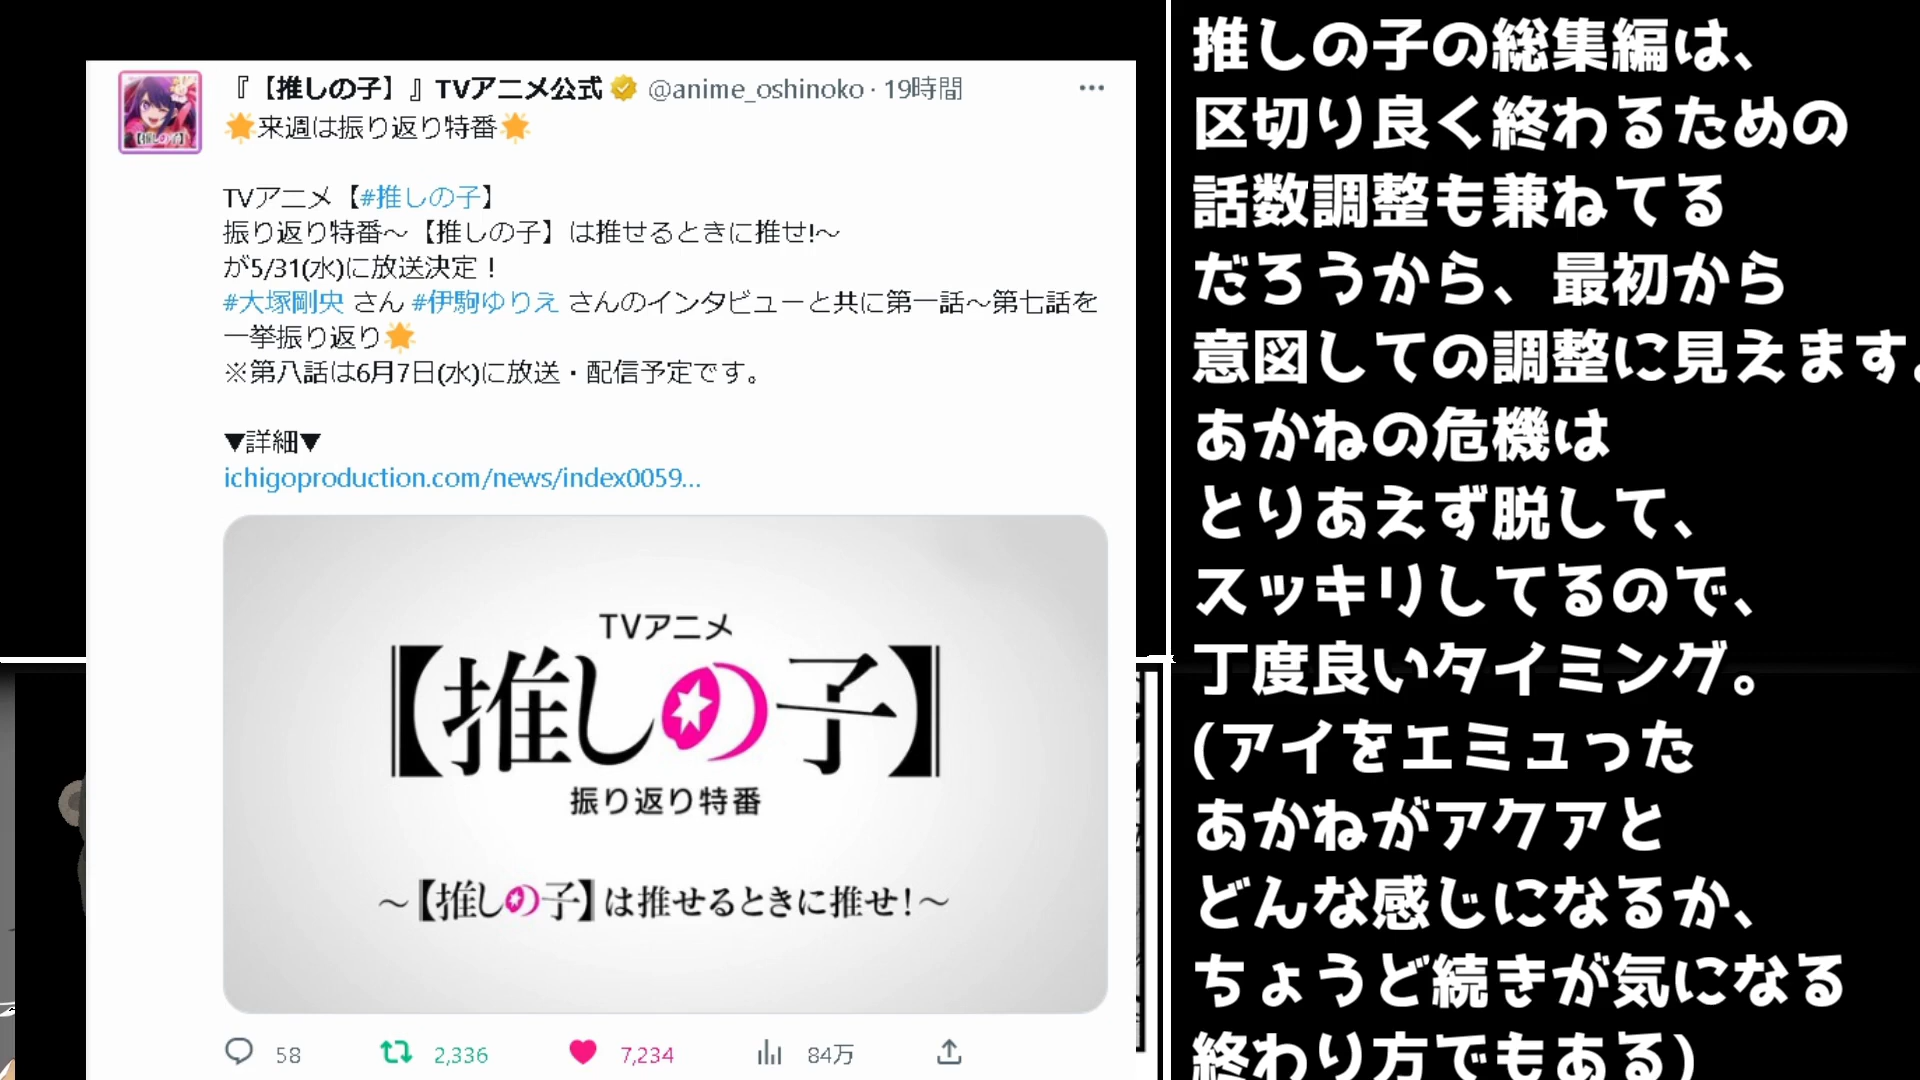 『【推しの子】』TVアニメ公式 @anime_oshinoko · 19時間
🌟来週は振り返り特番🌟
TVアニメ【#推しの子】
振り返り特番～【推しの子】は推せるときに推せ!～
が5/31(水)に放送決定！
#大塚剛央 さん #伊駒ゆりえ さんのインタビューと共に第一話～第七話を
一挙振り返り🌟
※第八話は6月7日(水)に放送・配信予定です。
▼詳細▼
ichigoproduction.com/news/index0059...
TVアニメ
【推しの子】
振り返り特番
～【推しの子】は推せるときに推せ!～
58 2,336 7,234 84万
推しの子の総集編は、
区切り良く終わるための
話数調整も兼ねてる
だろうから、最初から
意図しての調整に見えます。
あかねの危機は
とりあえず脱して、
スッキリしてるので、
丁度良いタイミング。
(アイをエミュった
あかねがアクアと
どんな感じになるか、
ちょうど続きが気になる
終わり方でもある)